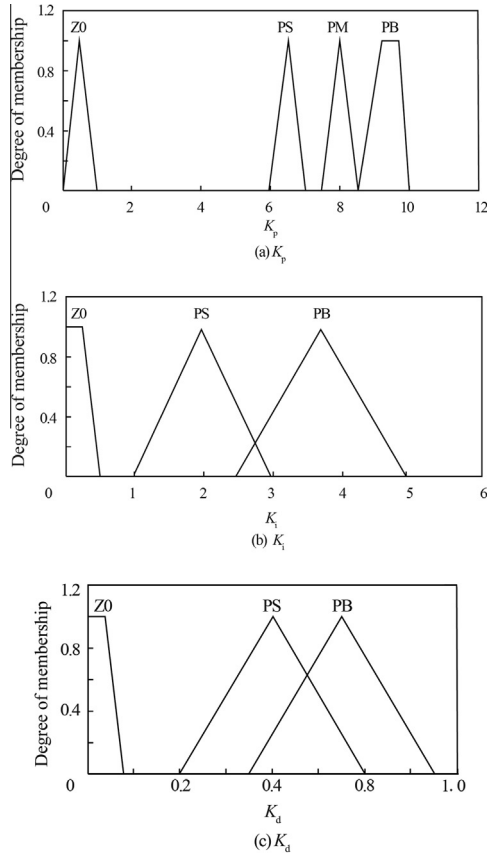 1.2
Z0 PS PM PB
Degree of membership
0.8
0.4
0 2 4 6 8 10 12
Kp
(a) Kp
1.2
Z0 PS PB
Degree of membership
0.8
0.4
0 1 2 3 4 5 6
Ki
(b) Ki
1.2
Z0 PS PB
Degree of membership
0.8
0.4
0 0.2 0.4 0.6 0.8 1.0
Kd
(c) Kd